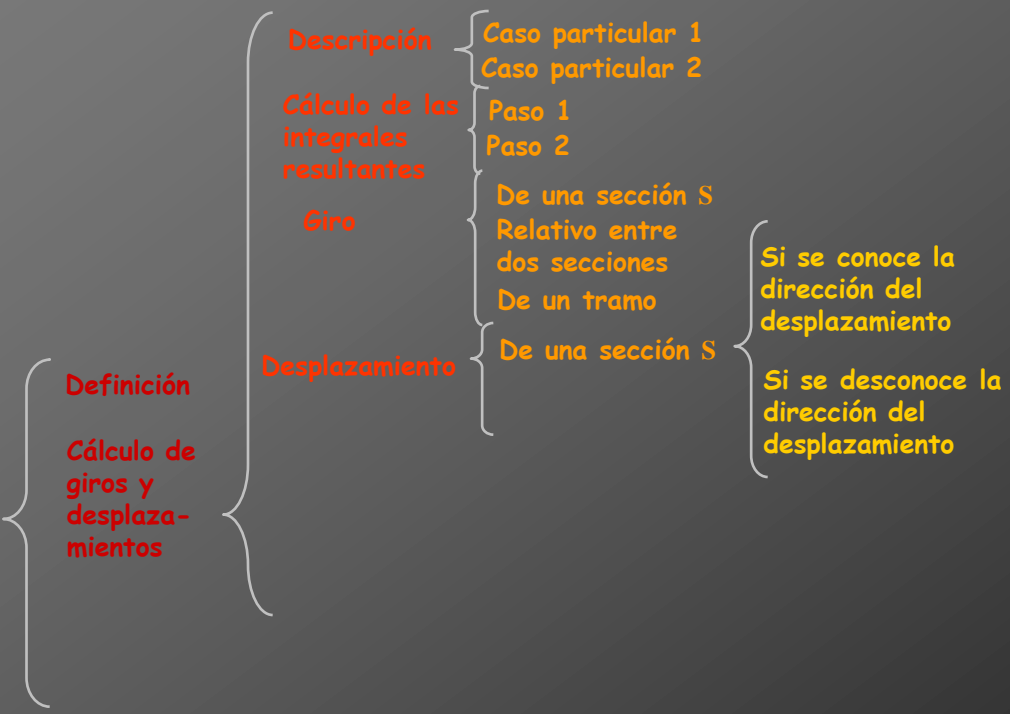 Definición
Cálculo de
giros y
desplaza-
mientos
Descripción
Caso particular 1
Caso particular 2
Cálculo de las
integrales
resultantes
Paso 1
Paso 2
Giro
De una sección S
Relativo entre
dos secciones
De un tramo
Desplazamiento
De una sección S
Si se conoce la
dirección del
desplazamiento
Si se desconoce la
dirección del
desplazamiento